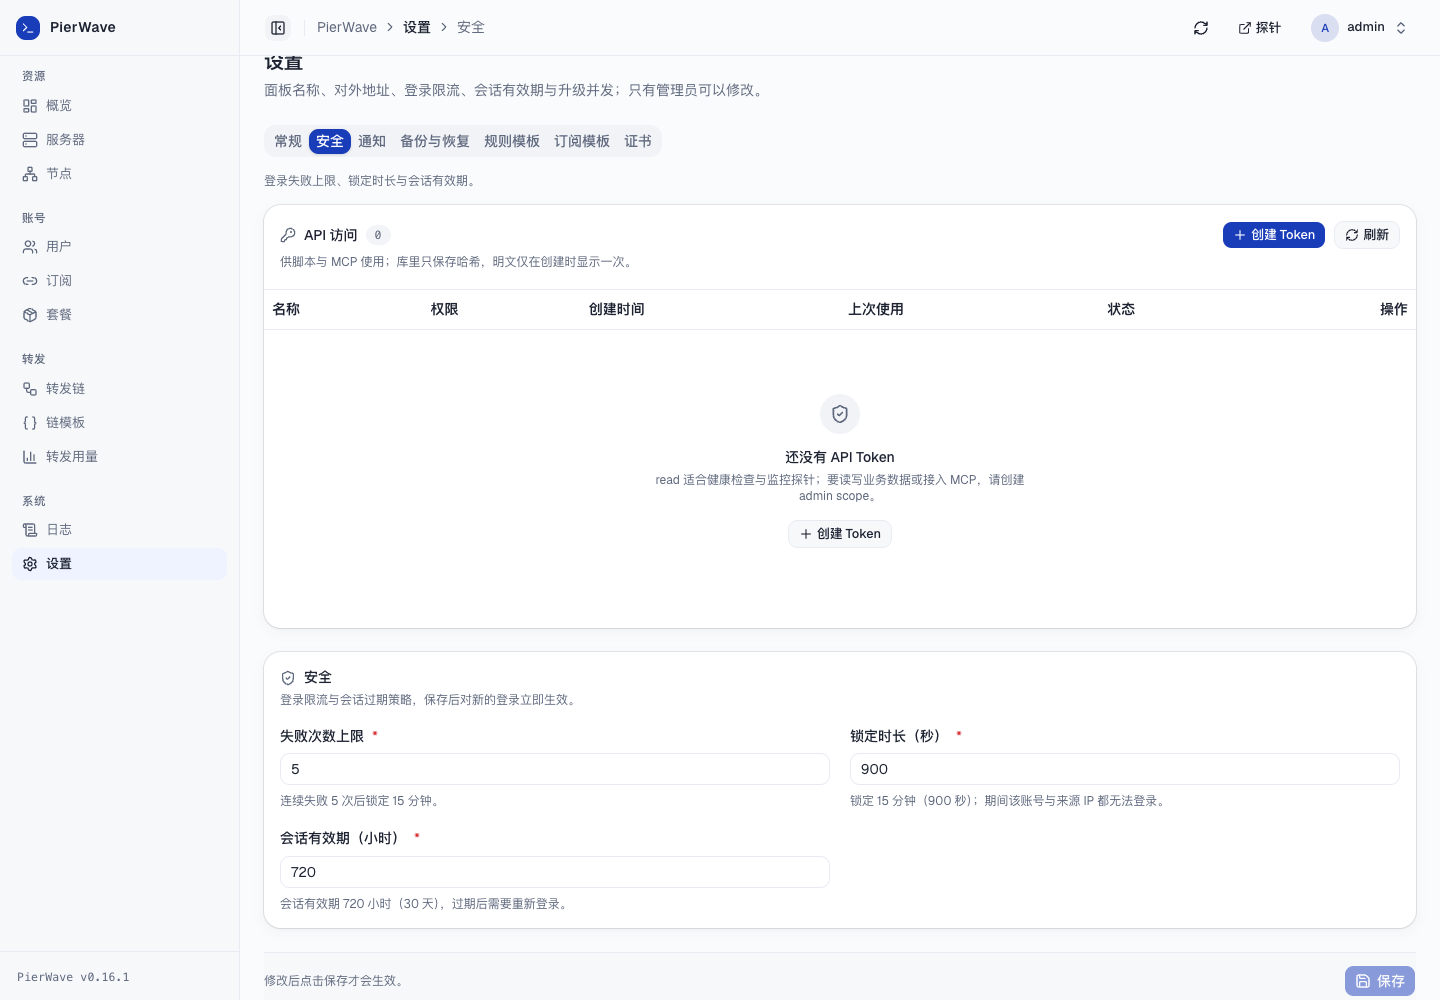 PierWave
PierWave
设置
安全
探针
A
admin
资源
概览
服务器
节点
账号
用户
订阅
套餐
转发
转发链
链模板
转发用量
系统
日志
设置
PierWave v0.16.1
设置
面板名称、对外地址、登录限流、会话有效期与升级并发；只有管理员可以修改。
常规
安全
通知
备份与恢复
规则模板
订阅模板
证书
登录失败上限、锁定时长与会话有效期。
API 访问
0
创建 Token
刷新
供脚本与 MCP 使用；库里只保存哈希，明文仅在创建时显示一次。
名称
权限
创建时间
上次使用
状态
操作
还没有 API Token
read 适合健康检查与监控探针；要读写业务数据或接入 MCP，请创建
admin scope。
创建 Token
安全
登录限流与会话过期策略，保存后对新的登录立即生效。
失败次数上限 *
5
连续失败 5 次后锁定 15 分钟。
锁定时长（秒） *
900
锁定 15 分钟（900 秒）；期间该账号与来源 IP 都无法登录。
会话有效期（小时） *
720
会话有效期 720 小时（30 天），过期后需要重新登录。
修改后点击保存才会生效。
保存